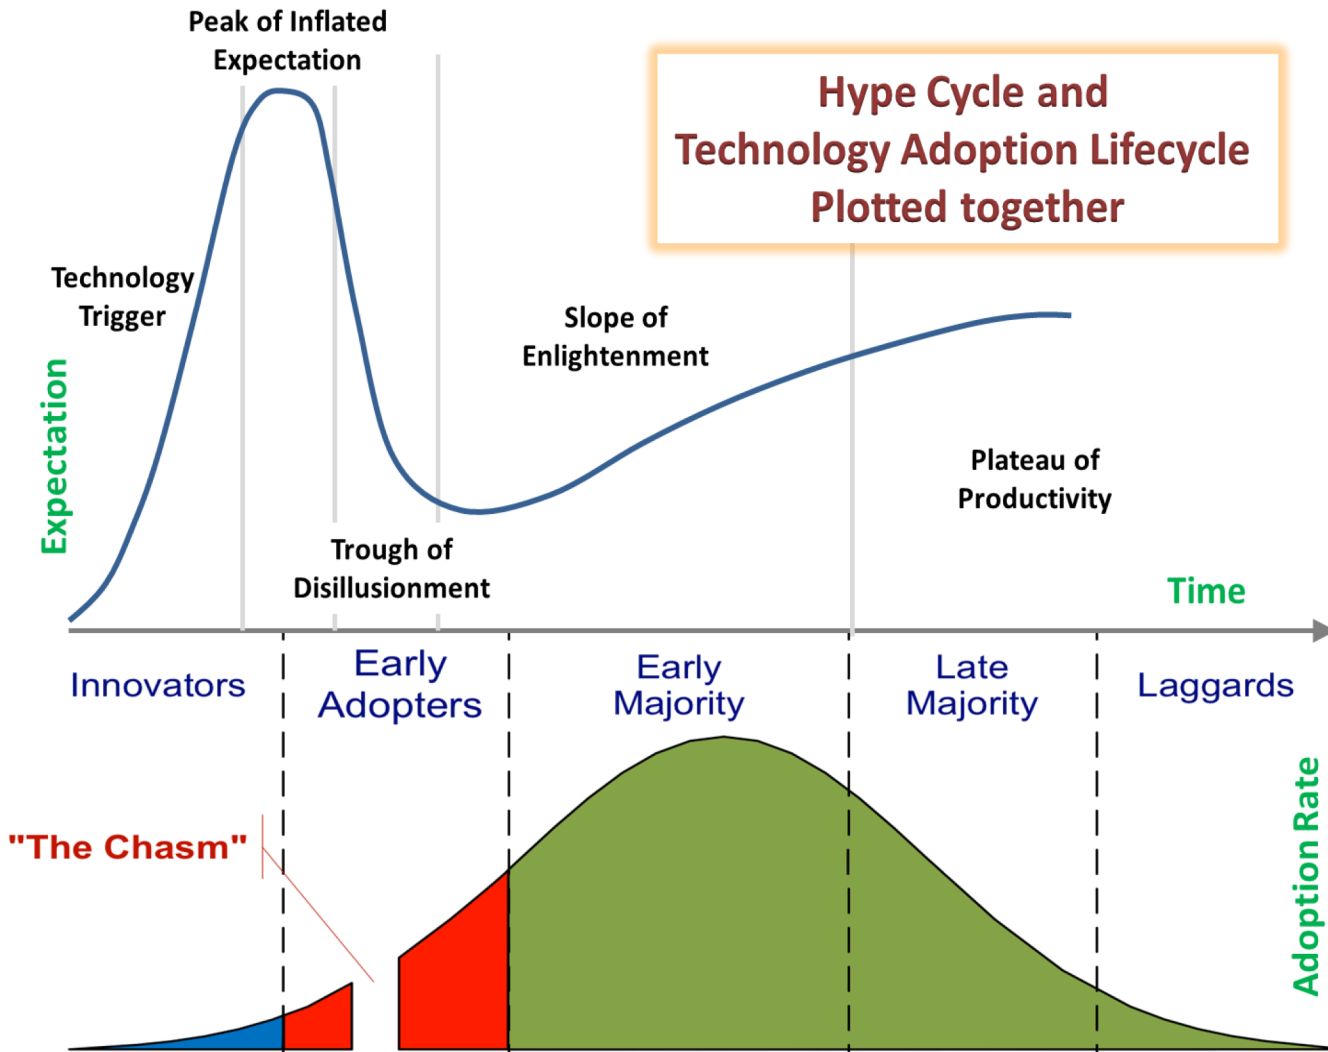 Peak of Inflated
Expectation
Hype Cycle and
Technology Adoption Lifecycle
Plotted together
Technology
Trigger
Slope of
Enlightenment
Expectation
Plateau of
Productivity
Trough of
Disillusionment
Time
Innovators
Early
Adopters
Early
Majority
Late
Majority
Laggards
"The Chasm"
Adoption Rate